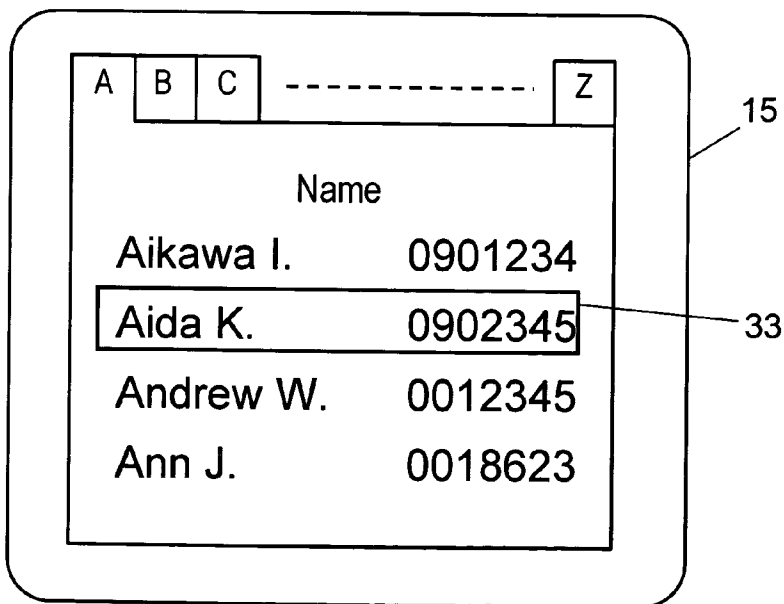 A B C Z
15
Name
Aikawa I. 0901234
Aida K. 0902345
33
Andrew W. 0012345
Ann J. 0018623